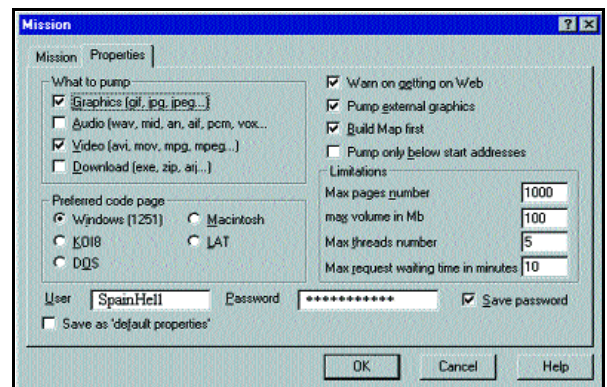 Mission
Mission Properties
What to pump
Graphics (gif, jpg, jpeg...)
Audio (wav, mid, an, aif, pcm, vox...
Video (avi, mov, mpg, mpeg...)
Download (exe, zip, arj...)
Warn on getting on Web
Pump external graphics
Build Map first
Pump only below start addresses
Preferred code page
Windows (1251) Macintosh
KOI8 LAT
DOS
Limitations
Max pages number 1000
max volume in Mb 100
Max threads number 5
Max request waiting time in minutes 10
User SpainHell Password *********** Save password
Save as 'default properties'
OK Cancel Help